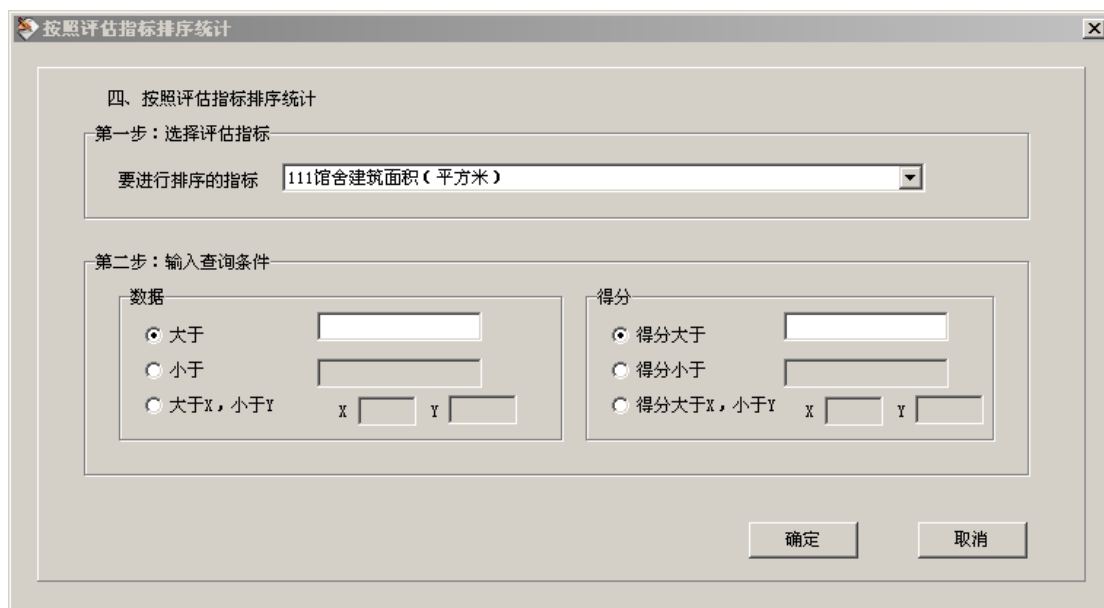 按照评估指标排序统计
四、按照评估指标排序统计
第一步：选择评估指标
要进行排序的指标 111馆舍建筑面积（平方米）
第二步：输入查询条件
数据
大于
小于
大于X，小于Y X Y
得分
得分大于
得分小于
得分大于X，小于Y X Y
确定 取消